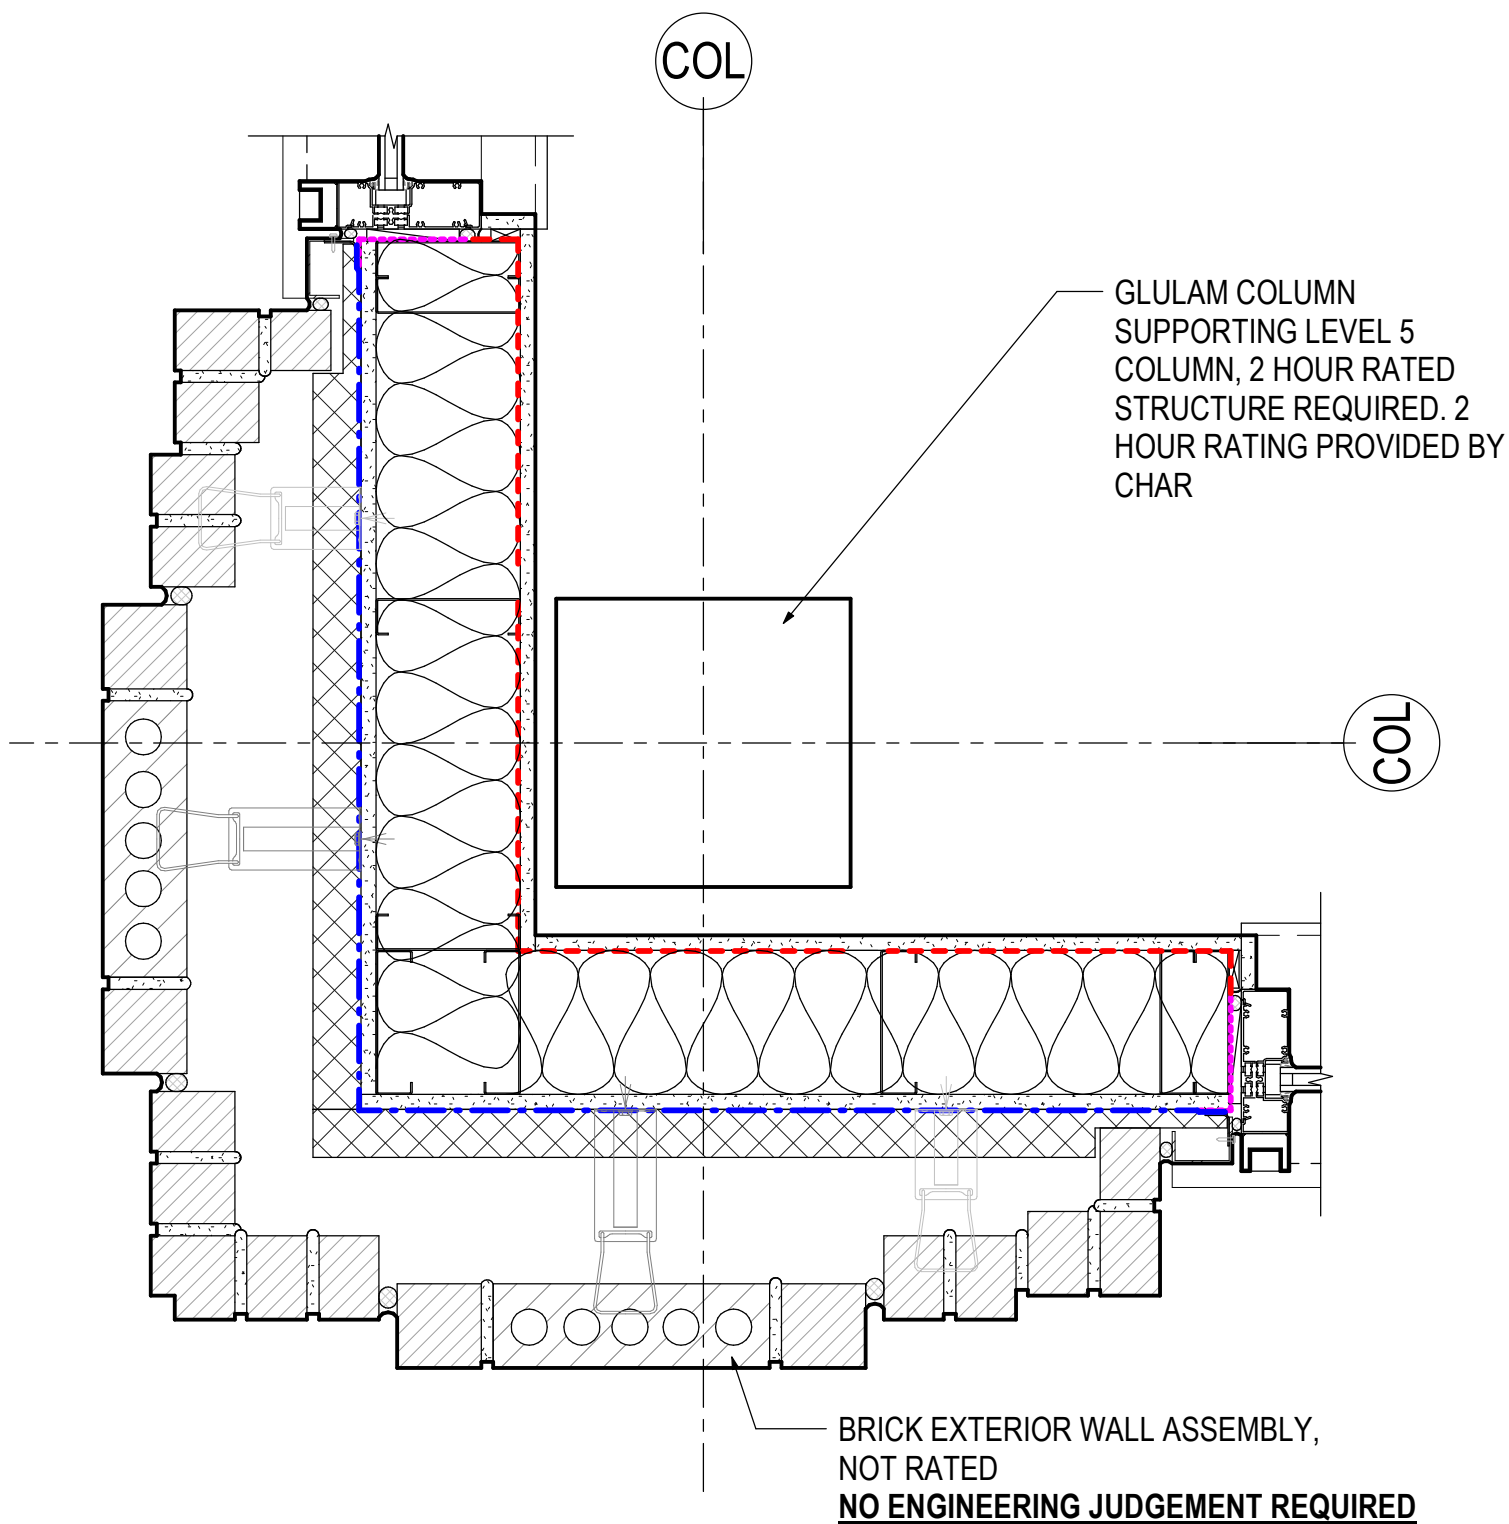 COL
GLULAM COLUMN
SUPPORTING LEVEL 5
COLUMN, 2 HOUR RATED
STRUCTURE REQUIRED. 2
HOUR RATING PROVIDED BY
CHAR
COL
BRICK EXTERIOR WALL ASSEMBLY,
NOT RATED
NO ENGINEERING JUDGEMENT REQUIRED